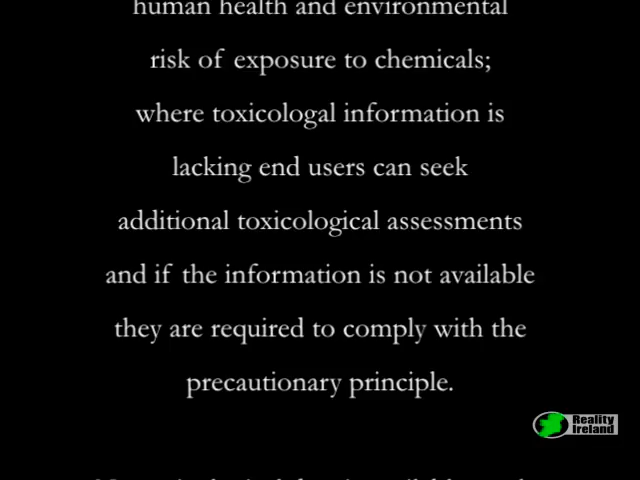 human health and environmental
risk of exposure to chemicals;
where toxicologal information is
lacking end users can seek
additional toxicological assessments
and if the information is not available
they are required to comply with the
precautionary principle.
Reality
Ireland